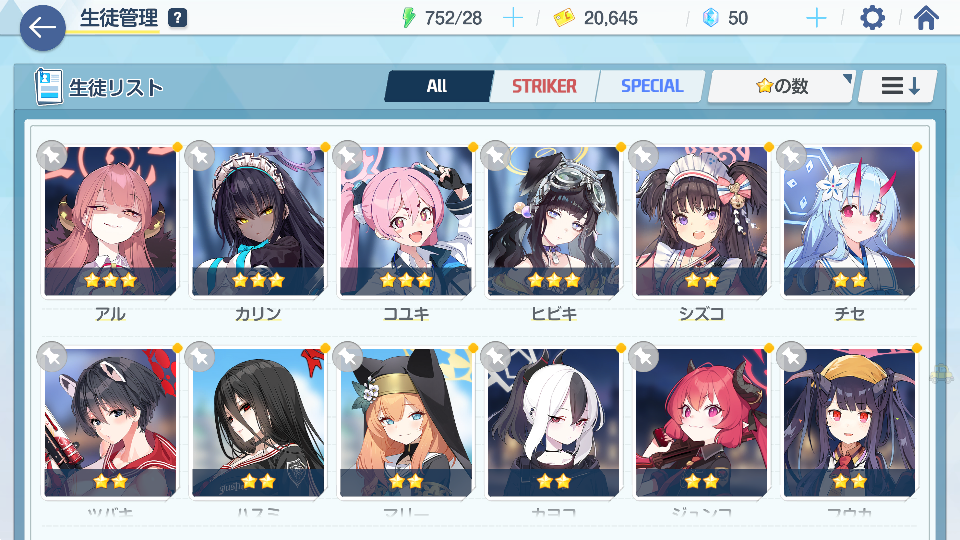 生徒管理 ?
752/28
20,645
50
生徒リスト
All
STRIKER
SPECIAL
の数
アル
カリン
コユキ
ヒビキ
シズコ
チセ
ツバキ
ハスミ
マリー
カヨコ
ジュンコ
フウカ